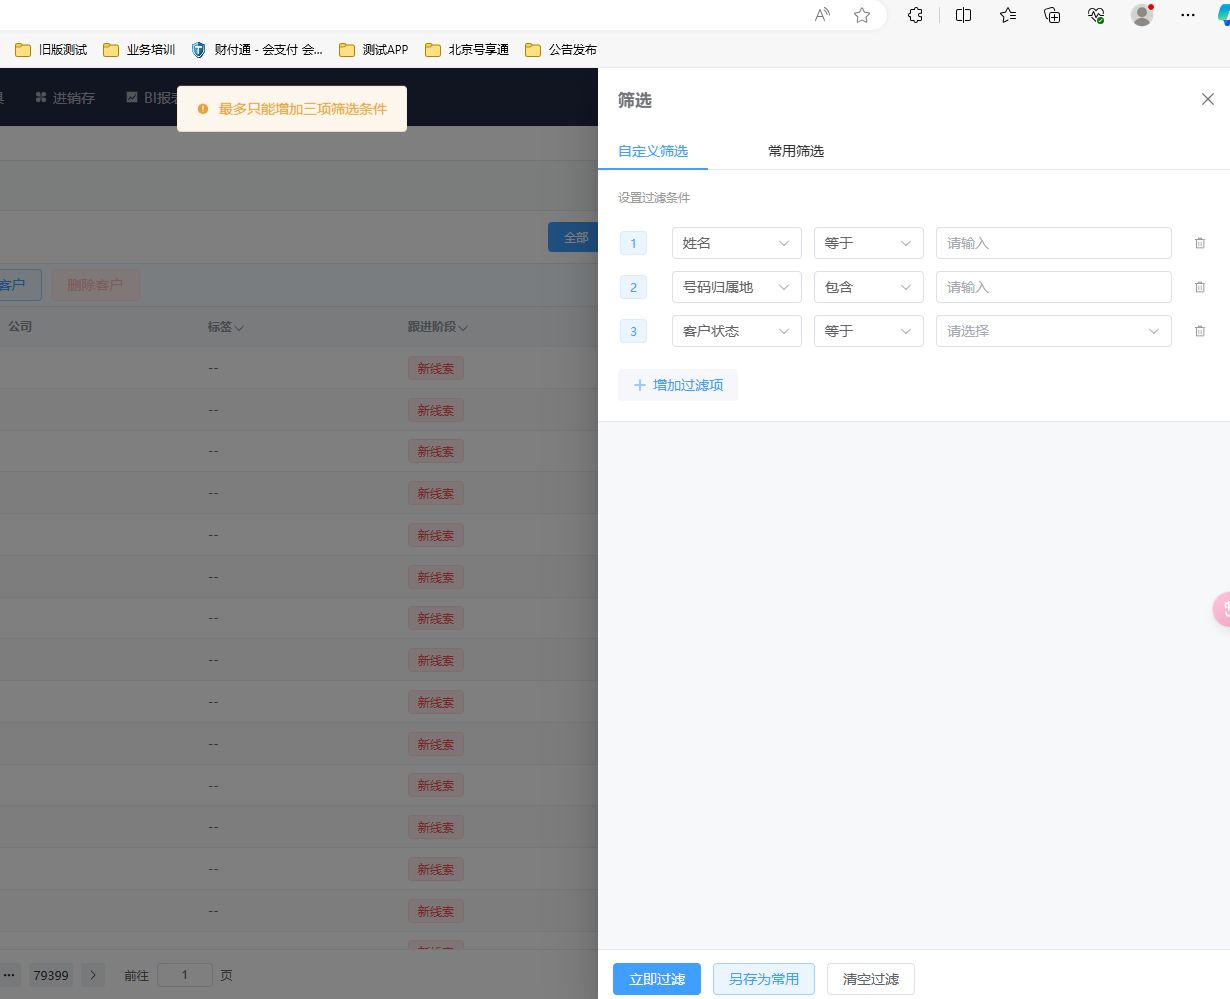 旧版测试 业务培训 财付通 - 会支付 会... 测试APP 北京号享通 公告发布
进销存 BI报
最多只能增加三项筛选条件
筛选
自定义筛选 常用筛选
设置过滤条件
全部
1 姓名 等于 请输入
客户 删除客户
2 号码归属地 包含 请输入
公司 标签 跟进阶段
3 客户状态 等于 请选择
-- 新线索
增加过滤项
-- 新线索
-- 新线索
-- 新线索
-- 新线索
-- 新线索
-- 新线索
-- 新线索
-- 新线索
-- 新线索
-- 新线索
-- 新线索
-- 新线索
-- 新线索
79399 前往 1 页
立即过滤 另存为常用 清空过滤